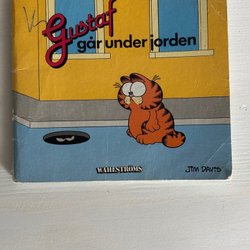 Gustaf
går under jorden
WAHLSTRÖMS
JIM DAVIS